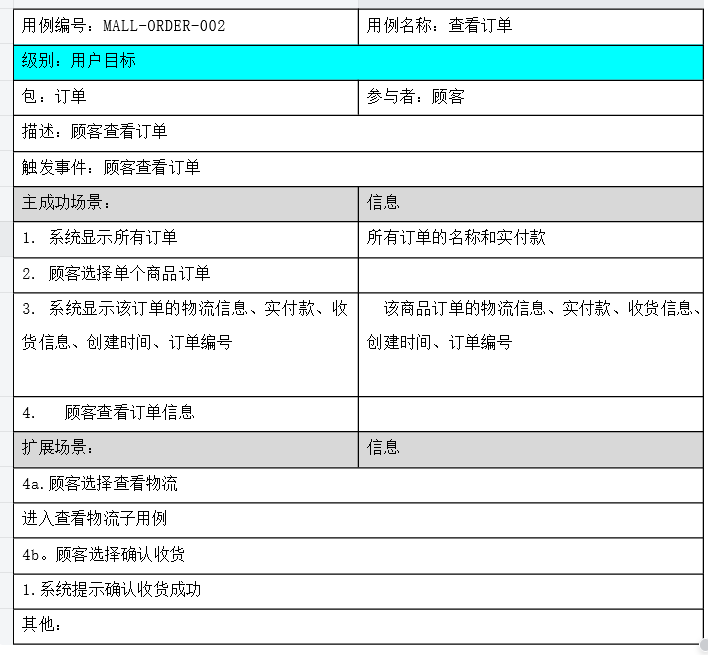 用例编号：MALL-ORDER-002
用例名称：查看订单
级别：用户目标
包：订单
参与者：顾客
描述：顾客查看订单
触发事件：顾客查看订单
主成功场景：
信息
1. 系统显示所有订单
所有订单的名称和实付款
2. 顾客选择单个商品订单
3. 系统显示该订单的物流信息、实付款、收
货信息、创建时间、订单编号
该商品订单的物流信息、实付款、收货信息、
创建时间、订单编号
4. 顾客查看订单信息
扩展场景：
信息
4a.顾客选择查看物流
进入查看物流子用例
4b。顾客选择确认收货
1.系统提示确认收货成功
其他：